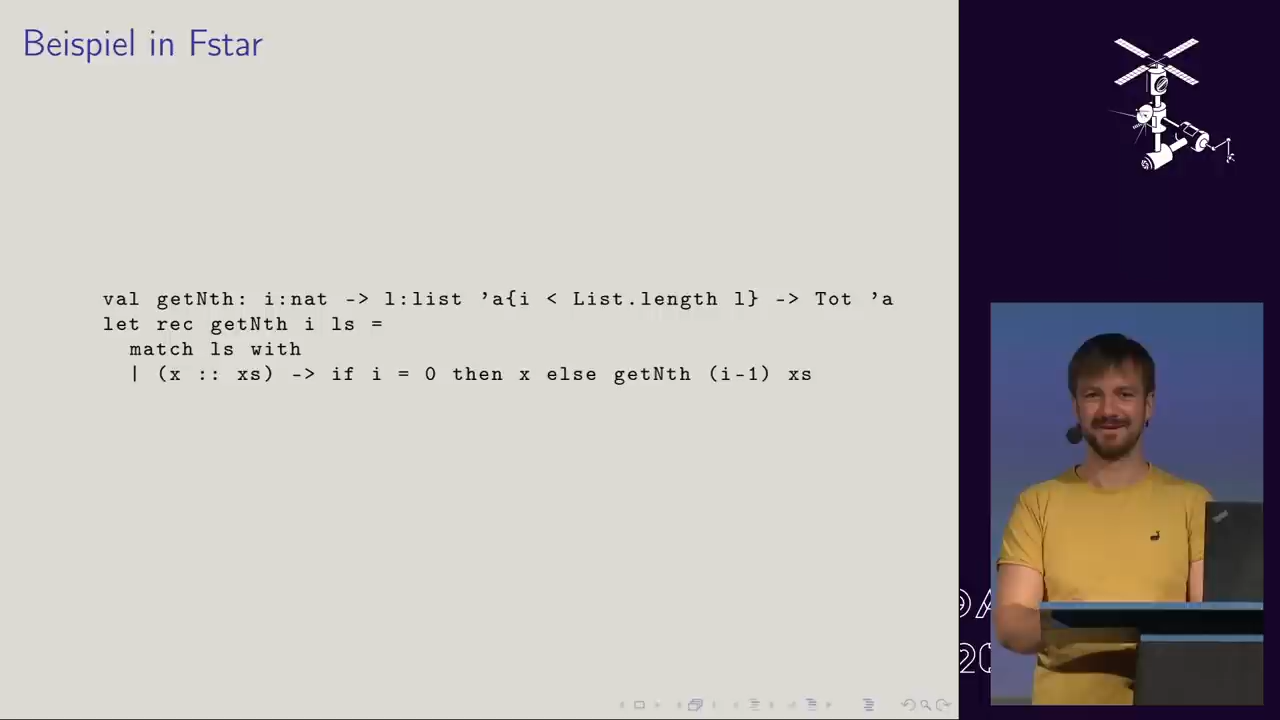 Beispiel in Fstar
val getNth: i:nat -> l:list ’a{i < List.length l} -> Tot ’a
let rec getNth i ls =
  match ls with
  | (x :: xs) -> if i = 0 then x else getNth (i-1) xs